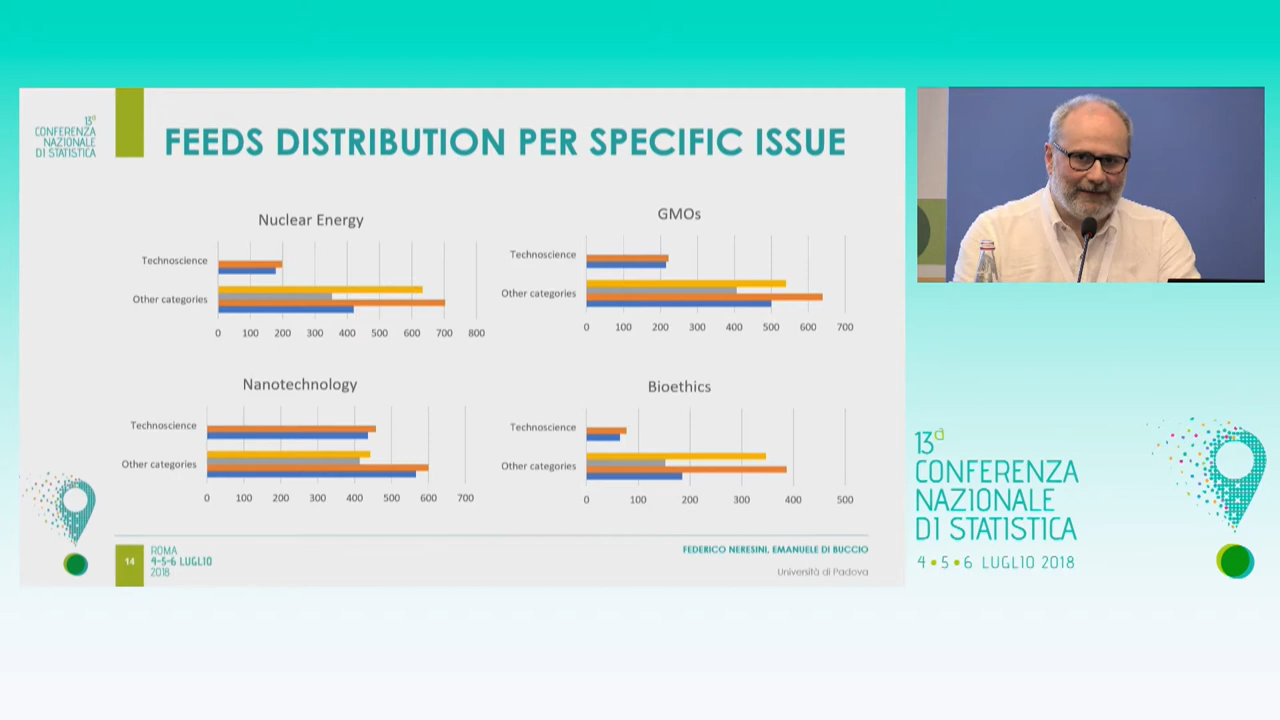 13ª
CONFERENZA
NAZIONALE
DI STATISTICA
FEEDS DISTRIBUTION PER SPECIFIC ISSUE
Nuclear Energy
Technoscience
Other categories
0 100 200 300 400 500 600 700 800
GMOs
Technoscience
Other categories
0 100 200 300 400 500 600 700
Nanotechnology
Technoscience
Other categories
0 100 200 300 400 500 600 700
Bioethics
Technoscience
Other categories
0 100 200 300 400 500
14
ROMA
4-5-6 LUGLIO
2018
FEDERICO NERESINI, EMANUELE DI BUCCIO
Università di Padova
13ª
CONFERENZA
NAZIONALE
DI STATISTICA
4•5•6 LUGLIO 2018